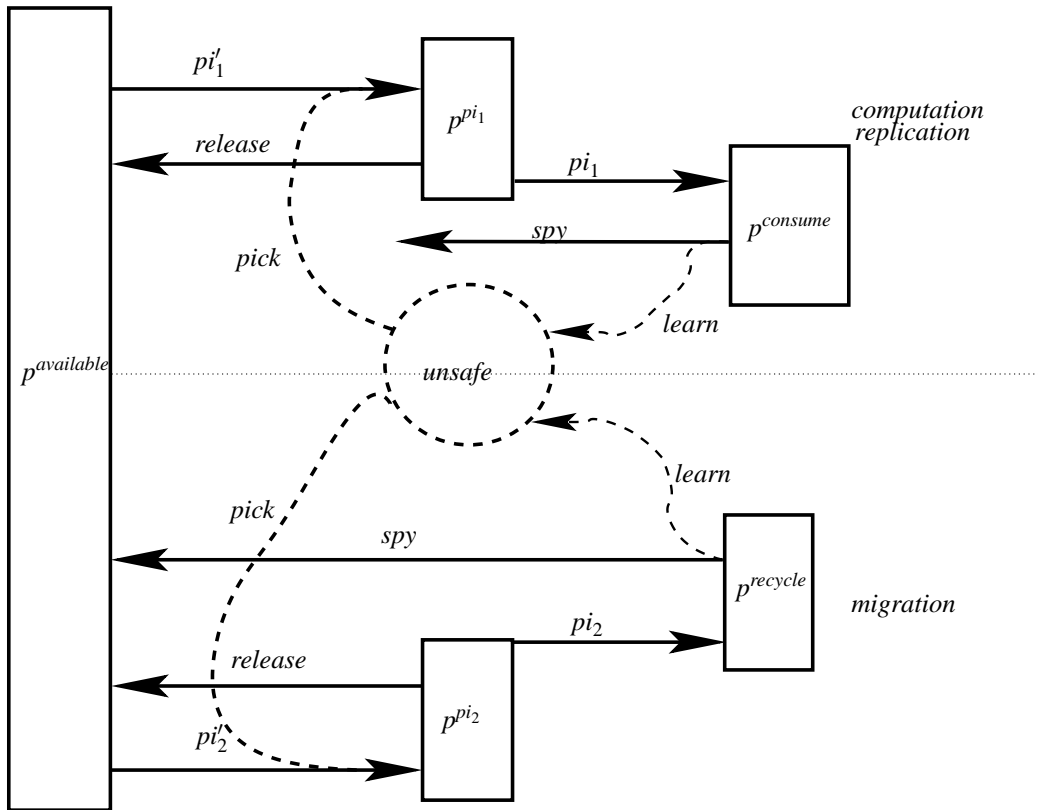 pi′₁
p^{pi₁}
computation
replication
release
pi₁
p^{consume}
spy
pick
learn
p^{available}
unsafe
learn
pick
spy
p^{recycle}
migration
pi₂
release
p^{pi₂}
pi′₂